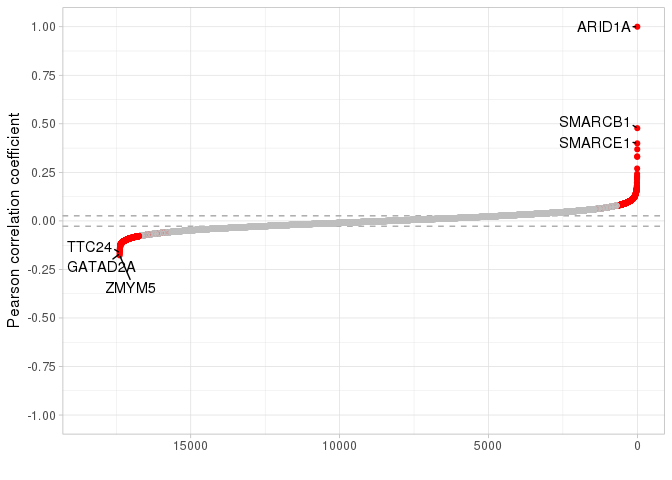 1.00
ARID1A
0.75
0.50
SMARCB1
SMARCE1
0.25
0.00
TTC24
-0.25
GATAD2A
ZMYM5
-0.50
-0.75
-1.00
Pearson correlation coefficient
15000 10000 5000 0